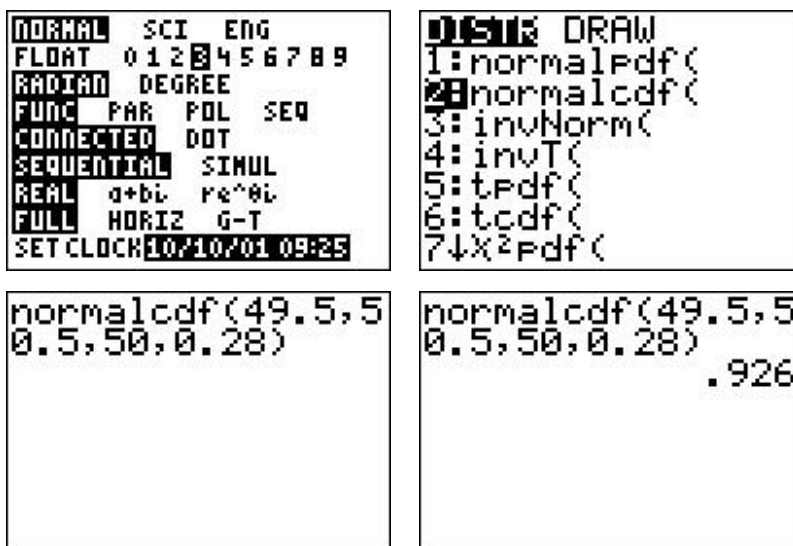 NORMAL SCI ENG
FLOAT 0 1 2 3 4 5 6 7 8 9
RADIAN DEGREE
FUNC PAR POL SEQ
CONNECTED DOT
SEQUENTIAL SIMUL
REAL a+bi re^θi
FULL HORIZ G-T
SET CLOCK 10/10/01 09:25
DISTR DRAW
1:normalpdf(
2:normalcdf(
3:invNorm(
4:invT(
5:tpdf(
6:tcdf(
7↓X²pdf(
normalcdf(49.5,5
0.5,50,0.28)
normalcdf(49.5,5
0.5,50,0.28)
.926